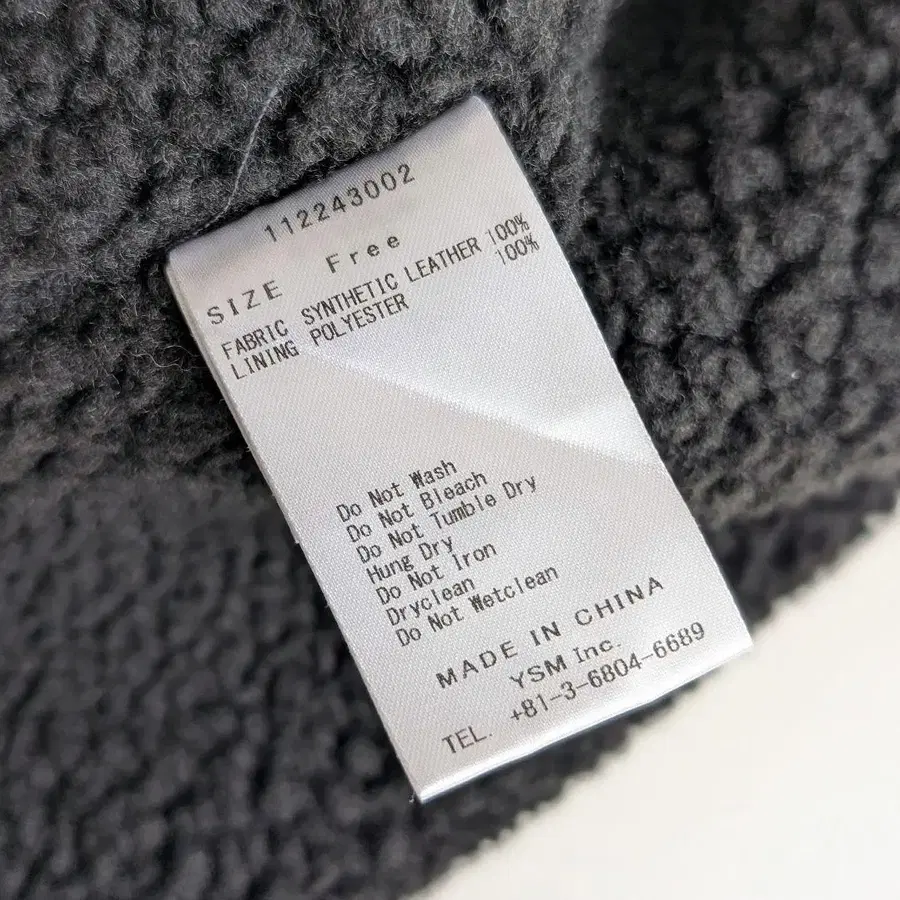 112243002
SIZE Free
FABRIC SYNTHETIC LEATHER 100%
LINING POLYESTER 100%
Do Not Wash
Do Not Bleach
Do Not Tumble Dry
Hung Dry
Do Not Iron
Dryclean
Do Not Wetclean
MADE IN CHINA
YSM Inc.
TEL. +81-3-6804-6689